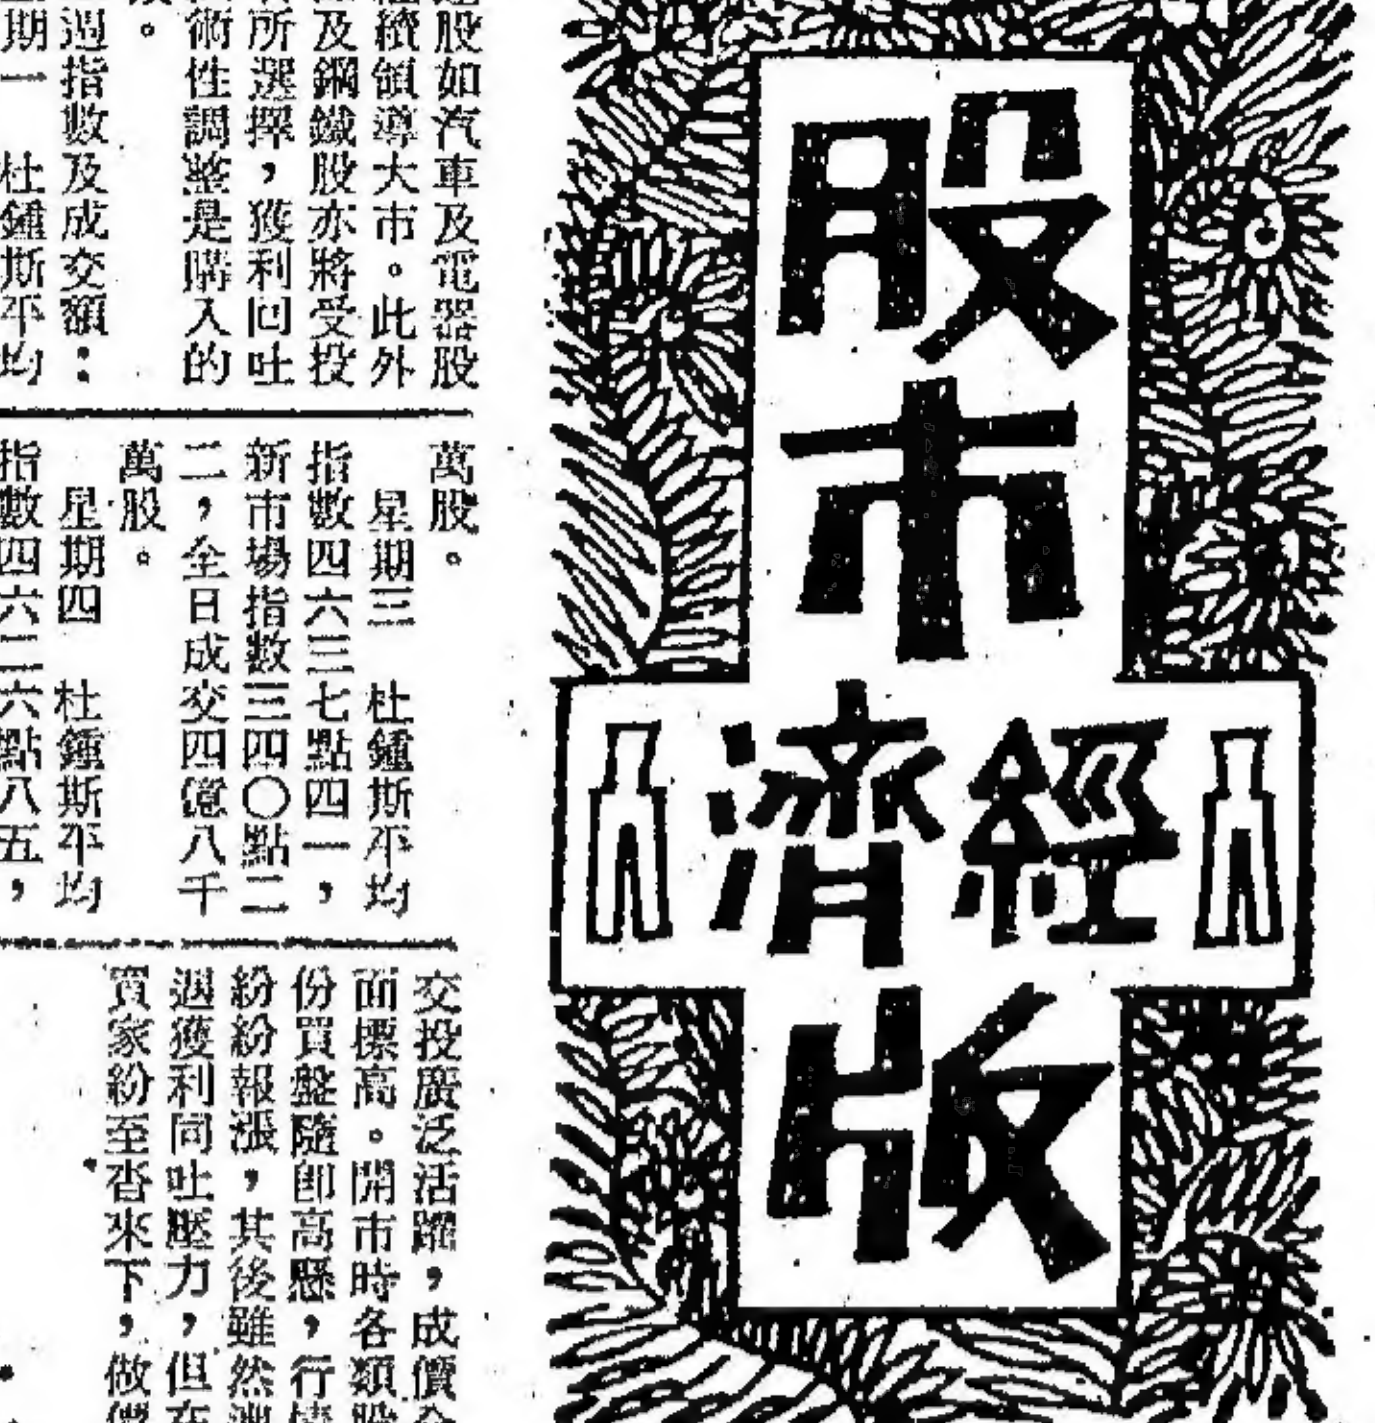 股市
經濟
版
股如汽車及電器股
續領導大市。此外
及鋼鐵股亦將受投
所選擇，獲利回吐
術性調整是購入的
。
週指數及成交額：
期一　杜鍾斯平均
萬股。
星期三　杜鍾斯平均
指數四六三七點四一，
新市場指數三四〇點二
二，全日成交四億八千
萬股。
星期四　杜鍾斯平均
指數四六二六點八五，
交投廣泛活躍，成價
面標高。開市時各類股
份買盤隨即高懸，行情
紛紛報漲，其後雖然
週獲利回吐壓力，但在
買家紛至沓來下，做價